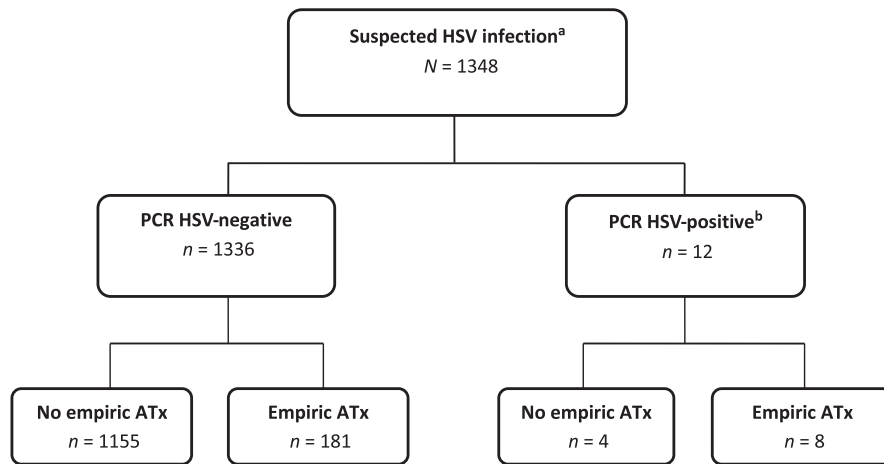 Suspected HSV infectionᵃ
N = 1348
PCR HSV-negative
n = 1336
PCR HSV-positiveᵇ
n = 12
No empiric ATx
n = 1155
Empiric ATx
n = 181
No empiric ATx
n = 4
Empiric ATx
n = 8